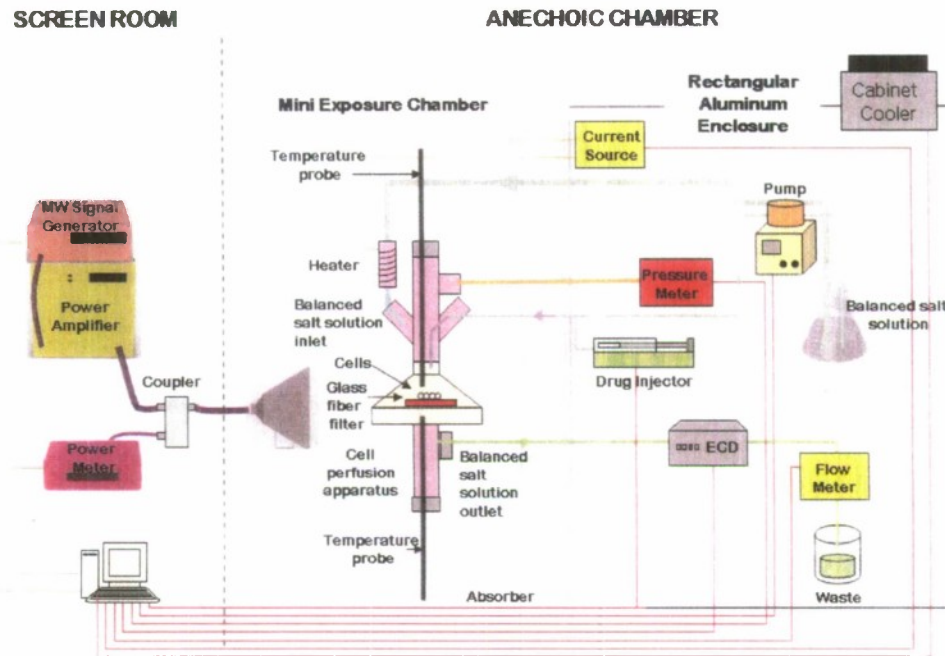 SCREEN ROOM
ANECHOIC CHAMBER
Mini Exposure Chamber
Rectangular
Aluminum
Enclosure
Cabinet
Cooler
Current
Source
Temperature
probe
Pump
MW Signal
Generator
Heater
Pressure
Meter
Power
Amplifier
Balanced
salt solution
inlet
Balanced salt
solution
Coupler
Cells
Drug Injector
Glass
fiber
filter
Power
Meter
Cell
perfusion
apparatus
Balanced
salt
solution
outlet
ECD
Flow
Meter
Temperature
probe
Absorber
Waste